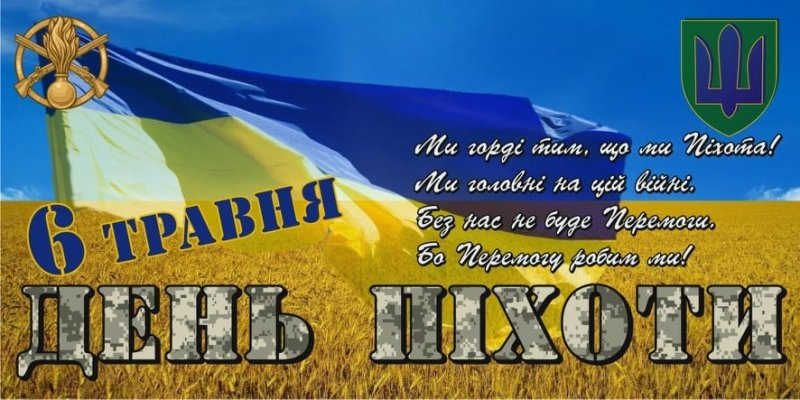 Ми горді тим, що ми Піхота!
Ми головні на цій війні.
Без нас не буде Перемоги.
Бо Перемогу робим ми!
6 ТРАВНЯ
ДЕНЬ ПІХОТИ